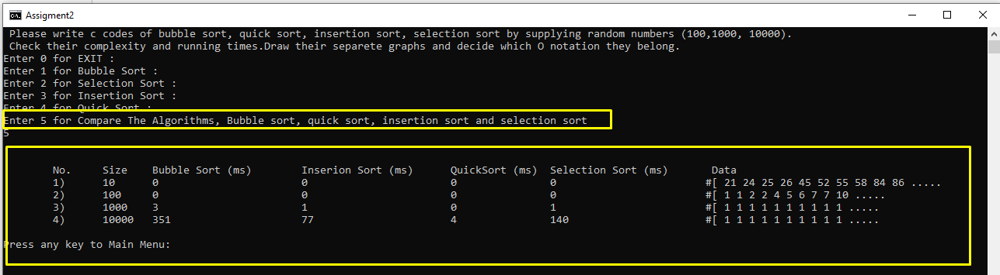 Assigment2
Please write c codes of bubble sort, quick sort, insertion sort, selection sort by supplying random numbers (100,1000, 10000).
Check their complexity and running times.Draw their separete graphs and decide which O notation they belong.
Enter 0 for EXIT :
Enter 1 for Bubble Sort :
Enter 2 for Selection Sort :
Enter 3 for Insertion Sort :
Enter 4 for Quick Sort :
Enter 5 for Compare The Algorithms, Bubble sort, quick sort, insertion sort and selection sort
5
No. Size Bubble Sort (ms) Inserion Sort (ms) QuickSort (ms) Selection Sort (ms) Data
1) 10 0 0 0 0 #[ 21 24 25 26 45 52 55 58 84 86 .....
2) 100 0 0 0 0 #[ 1 1 2 2 4 5 6 7 7 10 .....
3) 1000 3 1 0 1 #[ 1 1 1 1 1 1 1 1 1 1 .....
4) 10000 351 77 4 140 #[ 1 1 1 1 1 1 1 1 1 1 .....
Press any key to Main Menu: